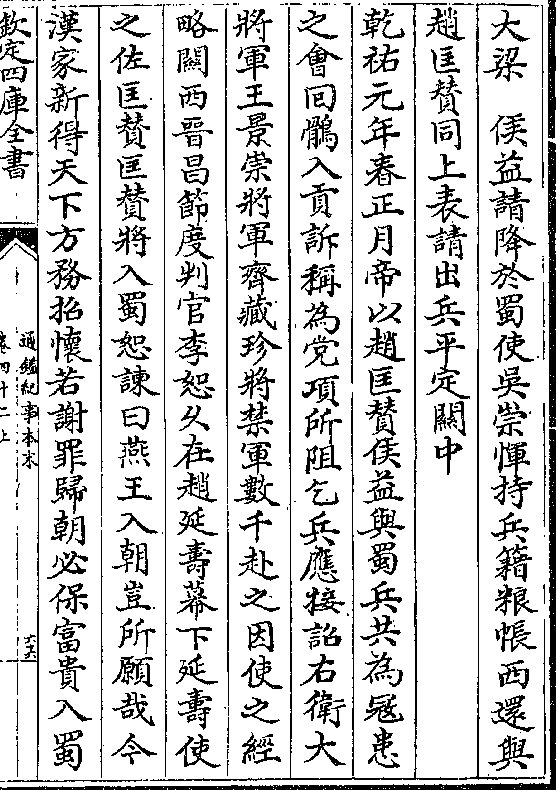 大梁　侯益請降於蜀使吳崇惲持兵籍粮帳西還與
趙匡贊同上表請出兵平定關中
乾祐元年春正月帝以趙匡贊侯益與蜀兵共為寇患
之會回鶻入貢訴稱為党項所阻乞兵應接詔右衛大
將軍王景崇將軍齊藏珍將禁軍數千赴之因使之經
略關西晋昌節度判官李恕久在趙延壽幕下延壽使
之佐匡贊匡贊將入蜀恕諫曰燕王入朝豈所願哉今
漢家新得天下方務招懷若謝罪歸朝必保富貴入蜀
欽定四庫全書
通鑑紀事本末
卷四十二上
六六